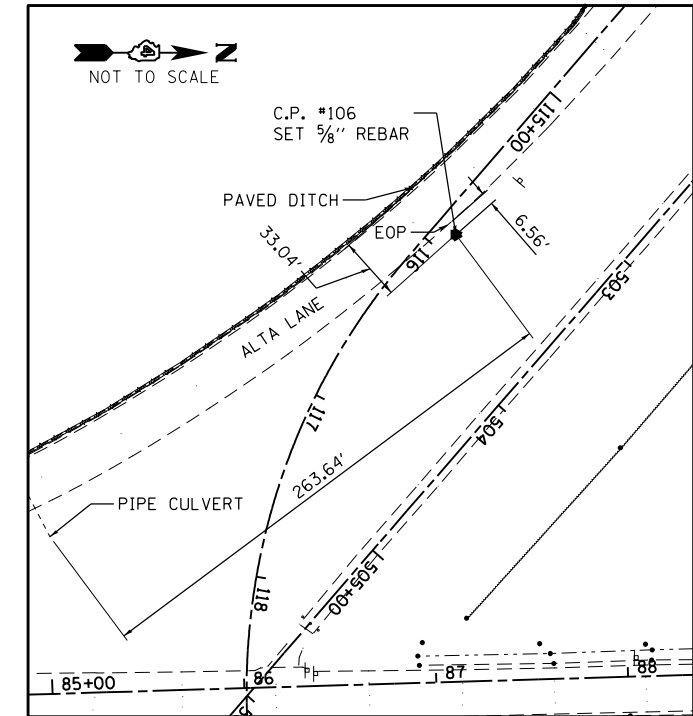 N
NOT TO SCALE
C.P. #106
SET 5/8'' REBAR
PAVED DITCH
EOP
33.04'
6.56'
ALTA LANE
115+00
116
117
118
503
504
505+00
263.64'
PIPE CULVERT
85+00
86
87
88